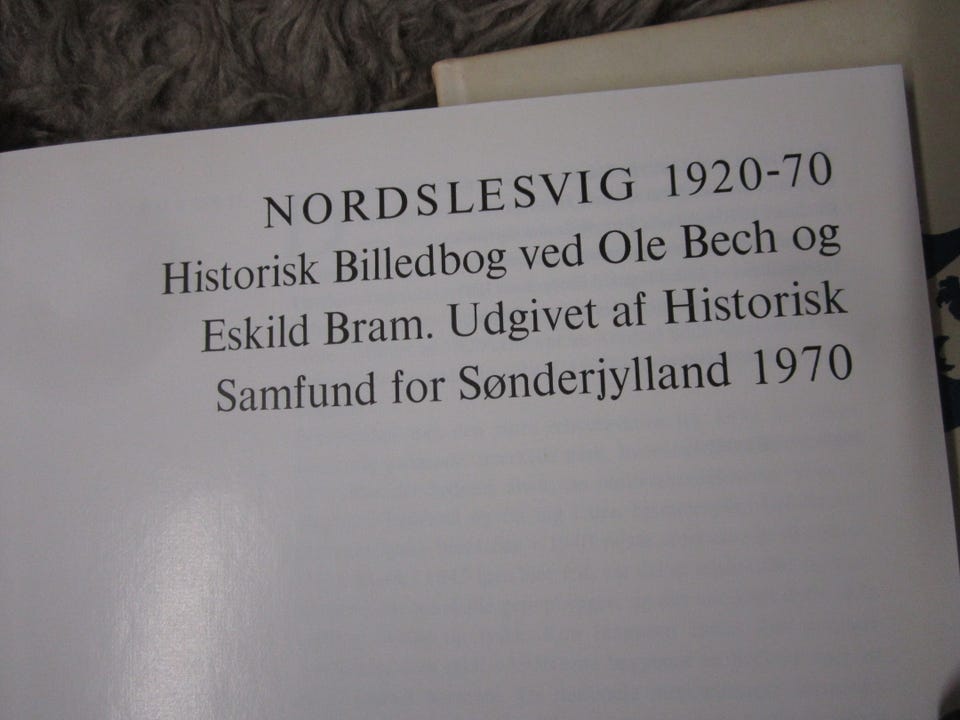 NORDSLESVIG 1920-70
Historisk Billedbog ved Ole Bech og
Eskild Bram. Udgivet af Historisk
Samfund for Sønderjylland 1970